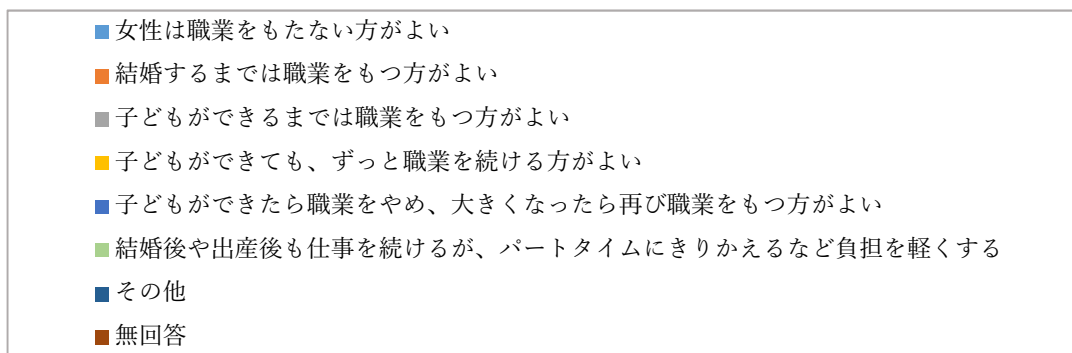 女性は職業をもたない方がよい
結婚するまでは職業をもつ方がよい
子どもができるまでは職業をもつ方がよい
子どもができても、ずっと職業を続ける方がよい
子どもができたら職業をやめ、大きくなったら再び職業をもつ方がよい
結婚後や出産後も仕事を続けるが、パートタイムにきりかえるなど負担を軽くする
その他
無回答